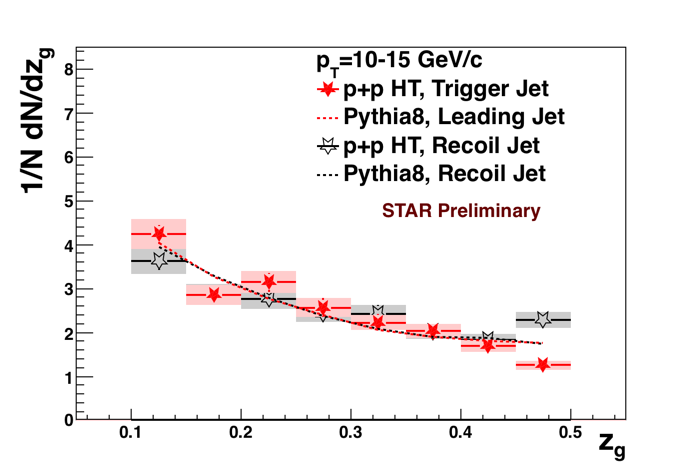 1/N dN/dz_g
p_T=10-15 GeV/c
p+p HT, Trigger Jet
Pythia8, Leading Jet
p+p HT, Recoil Jet
Pythia8, Recoil Jet
STAR Preliminary
8
7
6
5
4
3
2
1
0
0.1 0.2 0.3 0.4 0.5
z_g